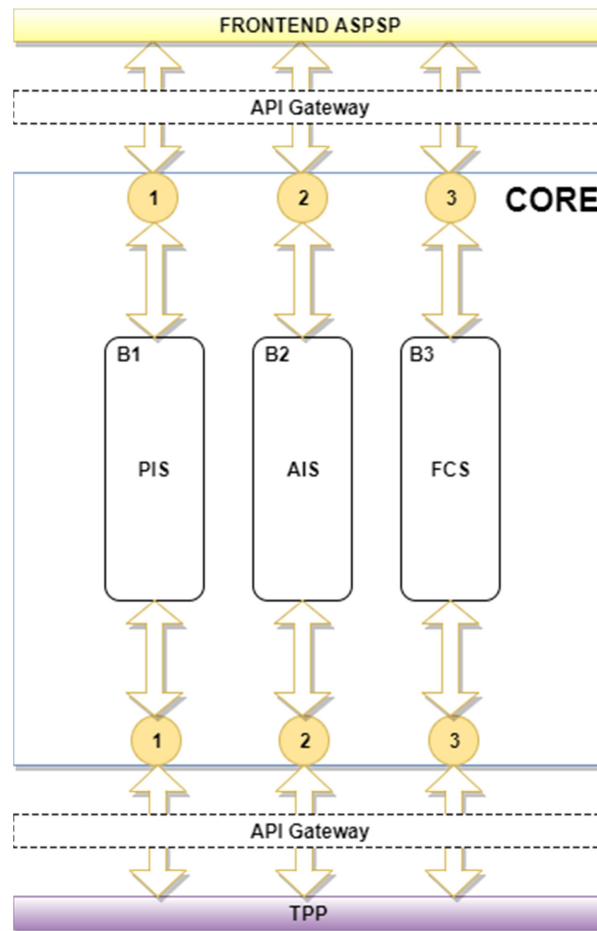 FRONTEND ASPSP
API Gateway
1 2 3 CORE
B1 B2 B3
PIS AIS FCS
1 2 3
API Gateway
TPP